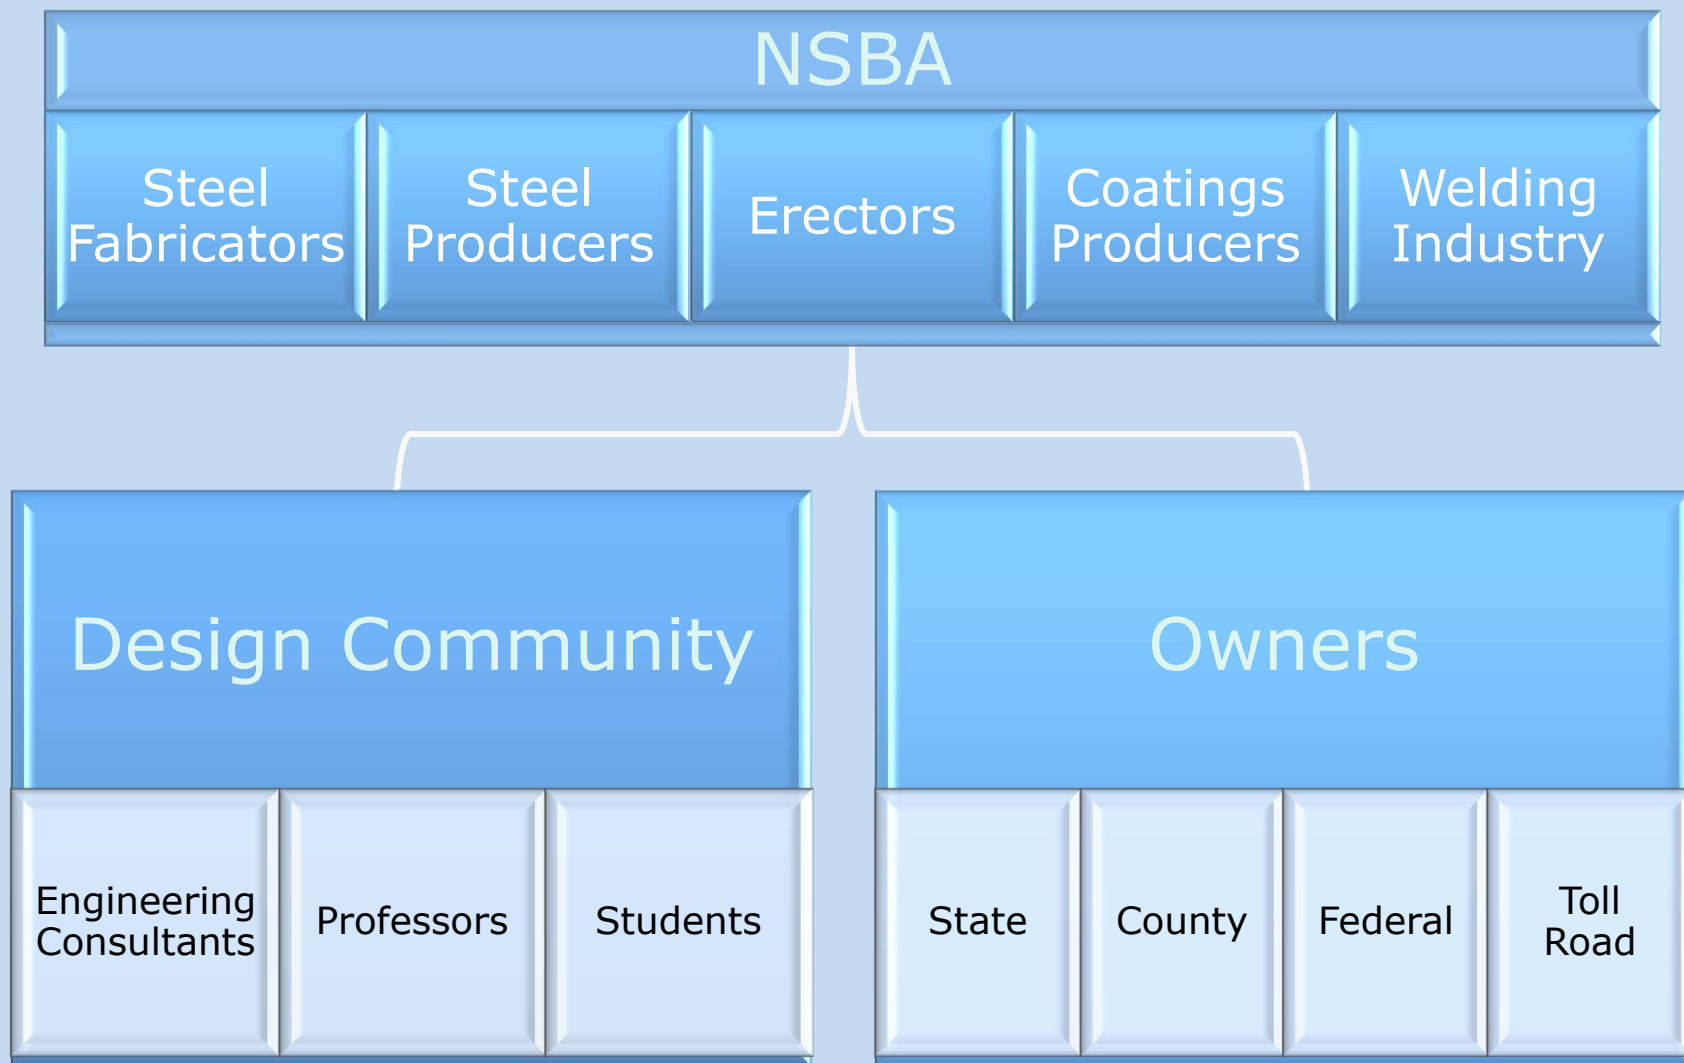 NSBA
Steel
Fabricators
Steel
Producers
Erectors
Coatings
Producers
Welding
Industry
Design Community
Engineering
Consultants
Professors
Students
Owners
State
County
Federal
Toll
Road